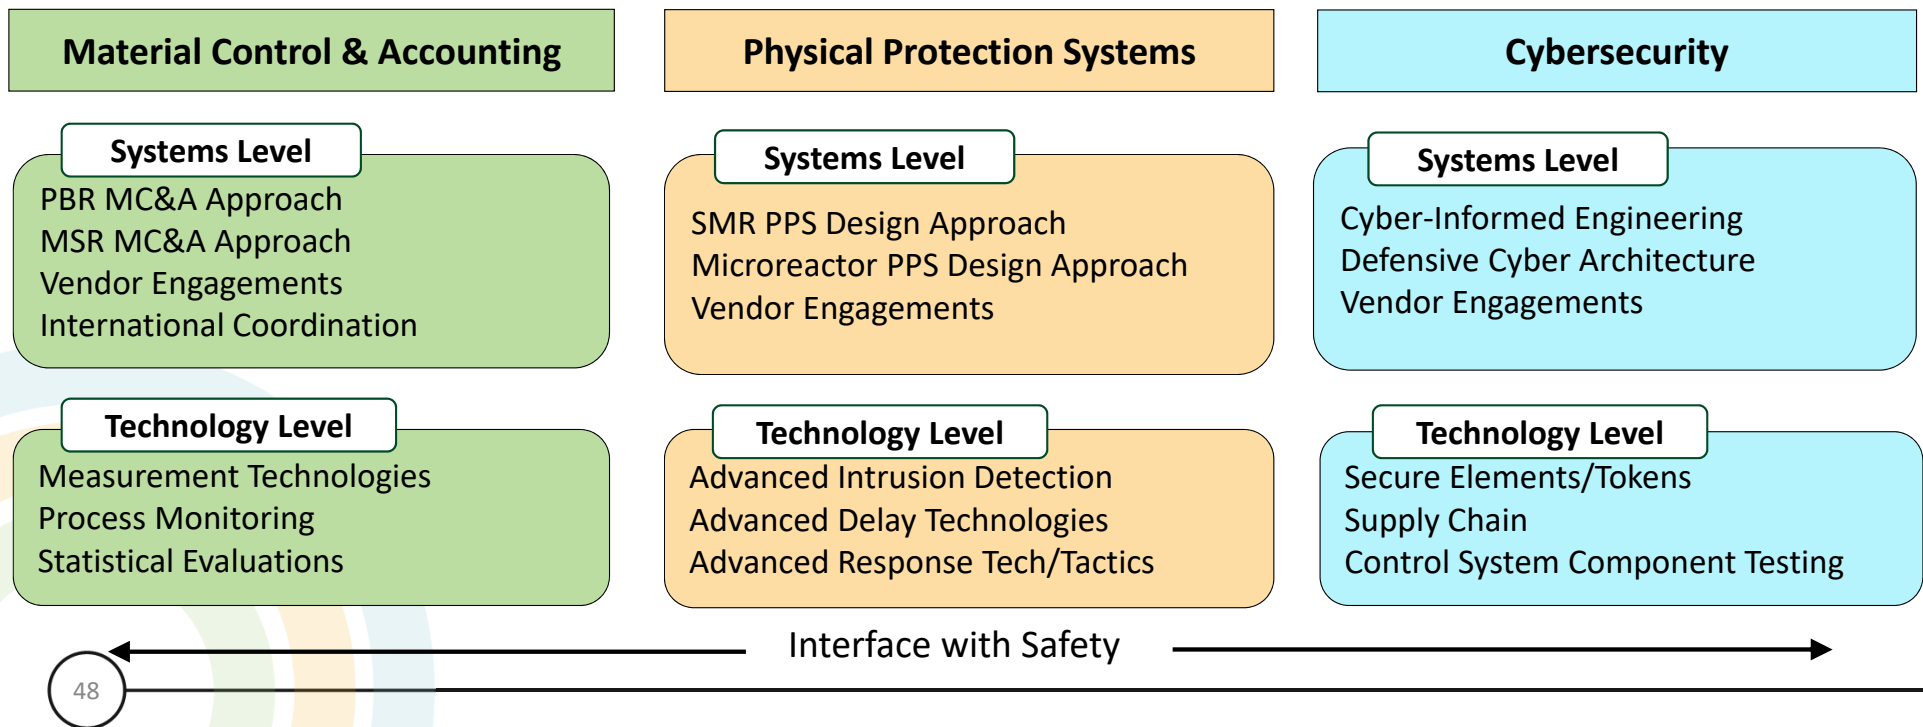 Material Control & Accounting
Systems Level
PBR MC&A Approach
MSR MC&A Approach
Vendor Engagements
International Coordination
Technology Level
Measurement Technologies
Process Monitoring
Statistical Evaluations
Physical Protection Systems
Systems Level
SMR PPS Design Approach
Microreactor PPS Design Approach
Vendor Engagements
Technology Level
Advanced Intrusion Detection
Advanced Delay Technologies
Advanced Response Tech/Tactics
Cybersecurity
Systems Level
Cyber-Informed Engineering
Defensive Cyber Architecture
Vendor Engagements
Technology Level
Secure Elements/Tokens
Supply Chain
Control System Component Testing
Interface with Safety
48